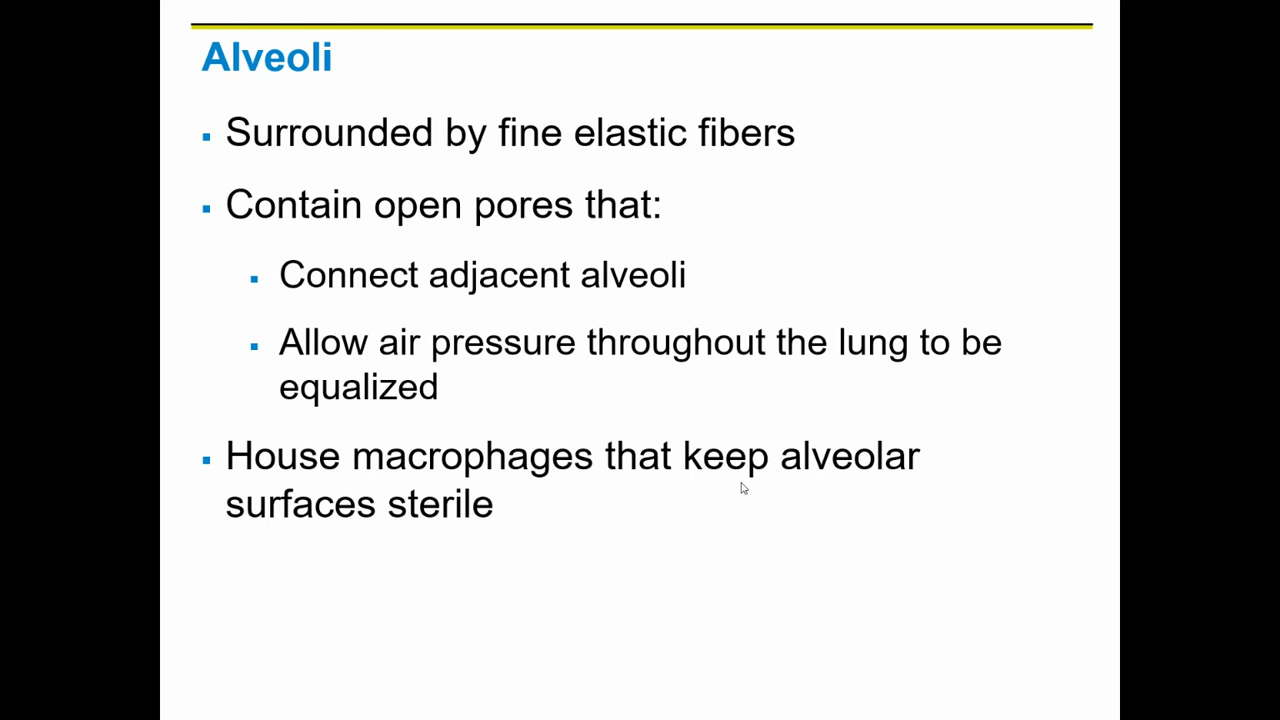 Alveoli
▪ Surrounded by fine elastic fibers
▪ Contain open pores that:
▪ Connect adjacent alveoli
▪ Allow air pressure throughout the lung to be
equalized
▪ House macrophages that keep alveolar
surfaces sterile